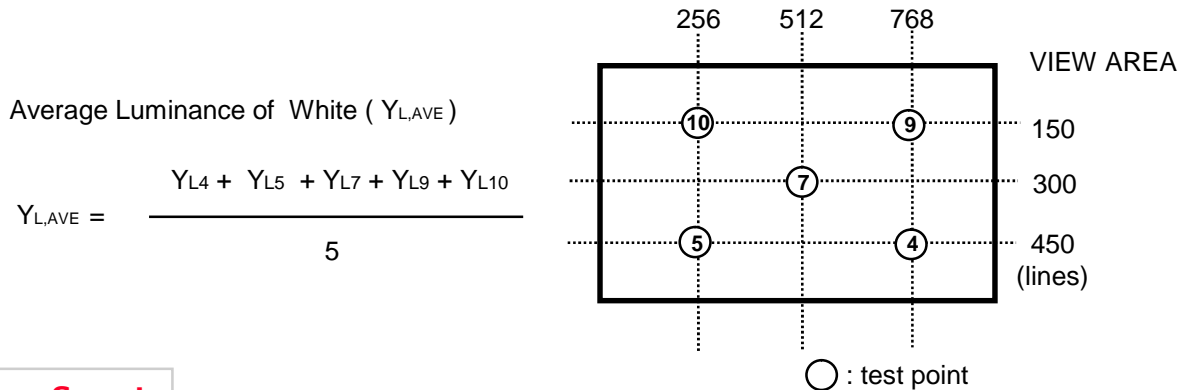 256 512 768
VIEW AREA
Average Luminance of White ( YL,AVE )
10 9 150
YL4 + YL5 + YL7 + YL9 + YL10
7 300
YL,AVE =
5
5 4 450
(lines)
: test point